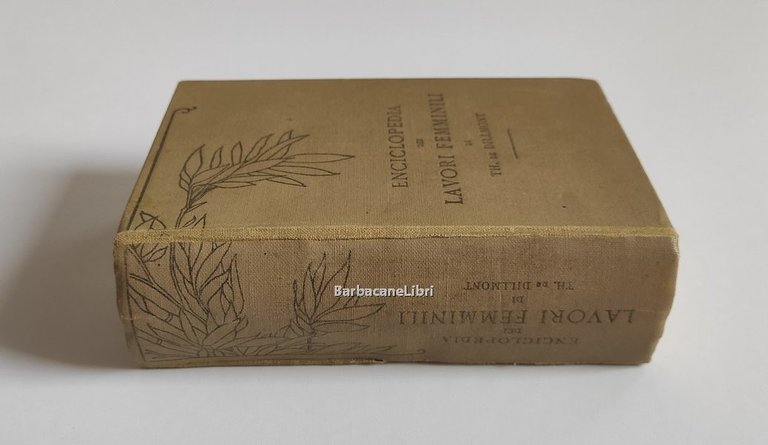 ENCICLOPEDIA
DEI
LAVORI FEMMINILI
DI
TH. DE DILLMONT
BarbacaneLibri
ENCICLOPEDIA
DEI
LAVORI FEMMINILI
DI
TH. DE DILLMONT